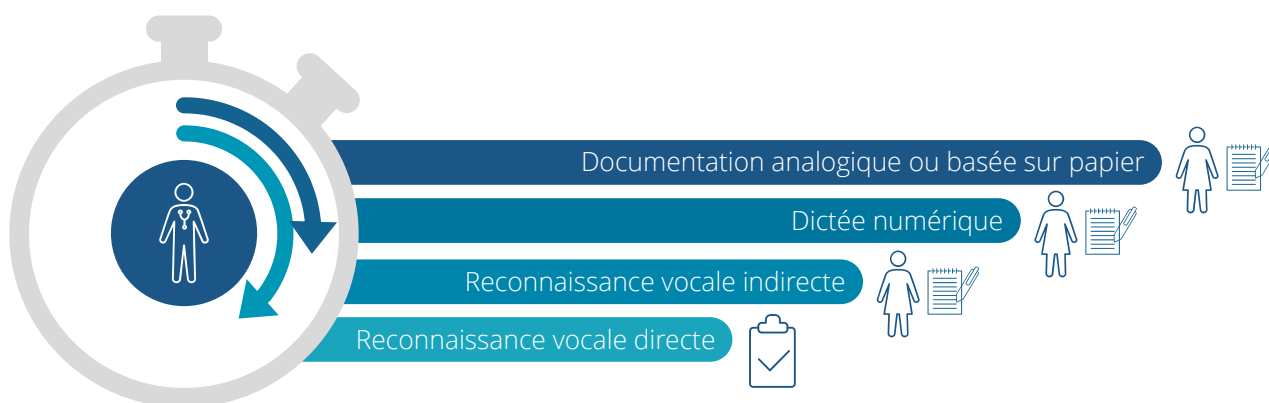 Documentation analogique ou basée sur papier
Dictée numérique
Reconnaissance vocale indirecte
Reconnaissance vocale directe